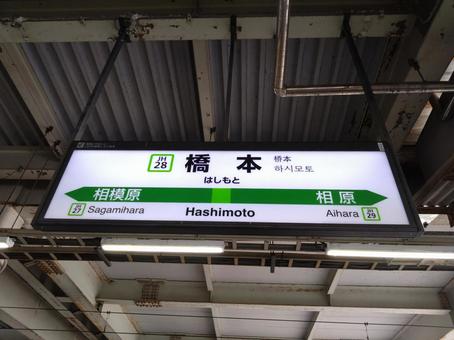 JH
28
橋本
はしもと
桥本
하시모토
相模原
相原
JH
27
Sagamihara
Hashimoto
Aihara
JH
29